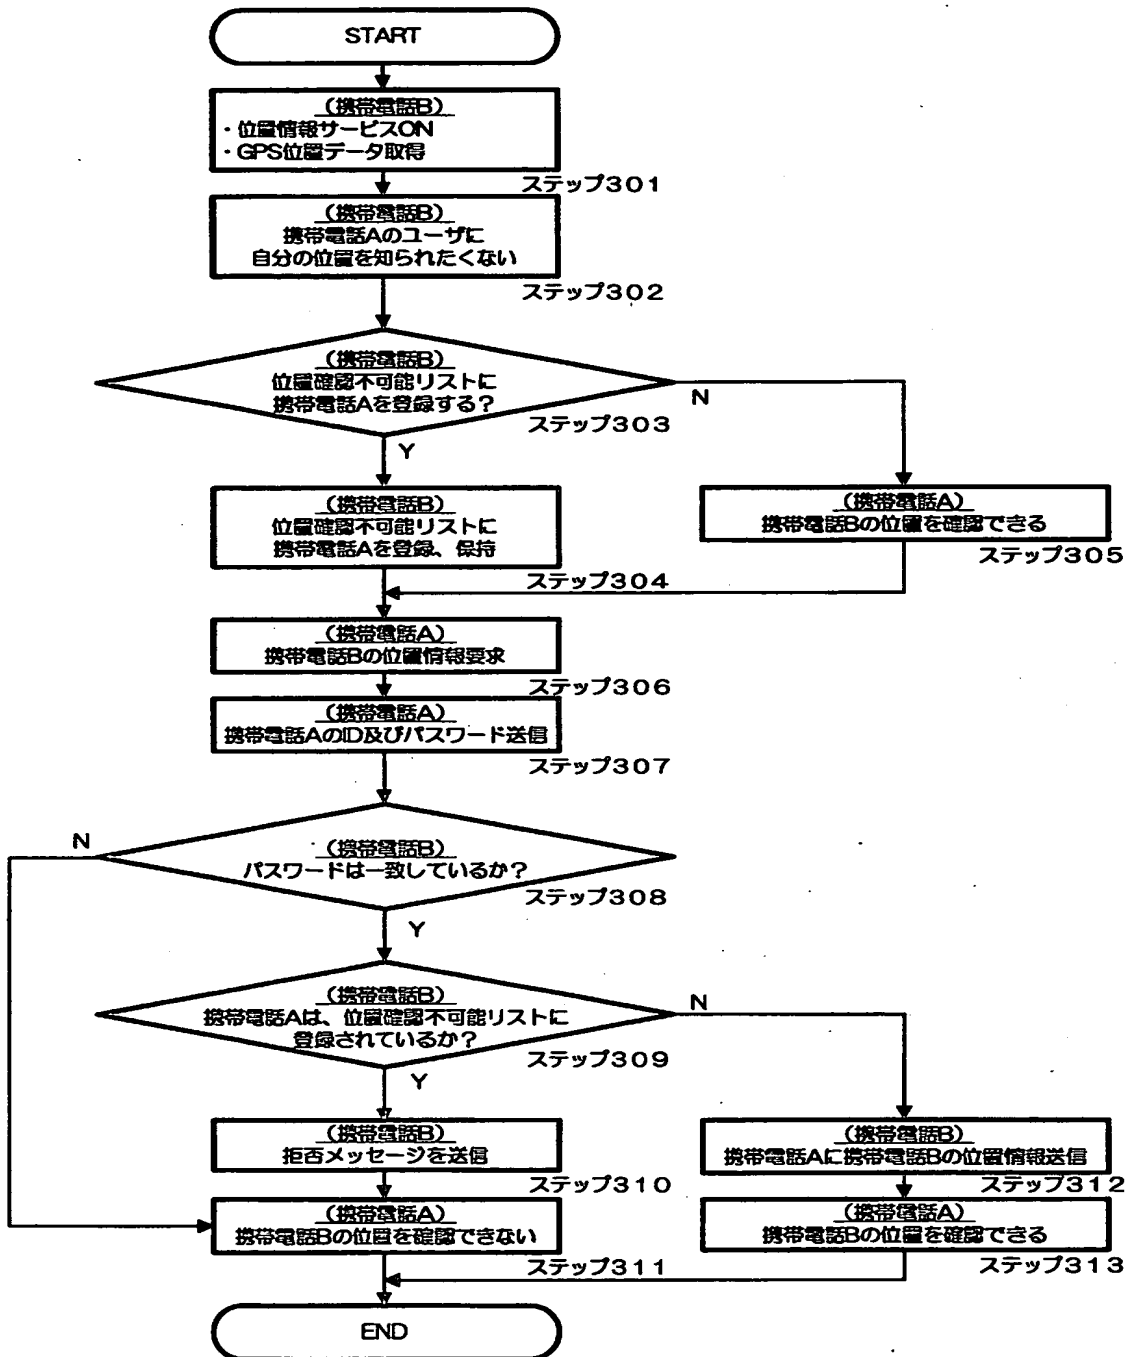 START
(携帯電話B)
・位置情報サービスON
・GPS位置データ取得
ステップ301
(携帯電話B)
携帯電話Aのユーザに
自分の位置を知られたくない
ステップ302
(携帯電話B)
位置確認不可能リストに
携帯電話Aを登録する?
ステップ303
N
Y
(携帯電話B)
位置確認不可能リストに
携帯電話Aを登録、保持
ステップ304
(携帯電話A)
携帯電話Bの位置を確認できる
ステップ305
(携帯電話A)
携帯電話Bの位置情報要求
ステップ306
(携帯電話A)
携帯電話AのID及びパスワード送信
ステップ307
N
(携帯電話B)
パスワードは一致しているか?
ステップ308
Y
(携帯電話B)
携帯電話Aは、位置確認不可能リストに
登録されているか?
ステップ309
N
Y
(携帯電話B)
拒否メッセージを送信
ステップ310
(携帯電話B)
携帯電話Aに携帯電話Bの位置情報送信
ステップ312
(携帯電話A)
携帯電話Bの位置を確認できない
ステップ311
(携帯電話A)
携帯電話Bの位置を確認できる
ステップ313
END